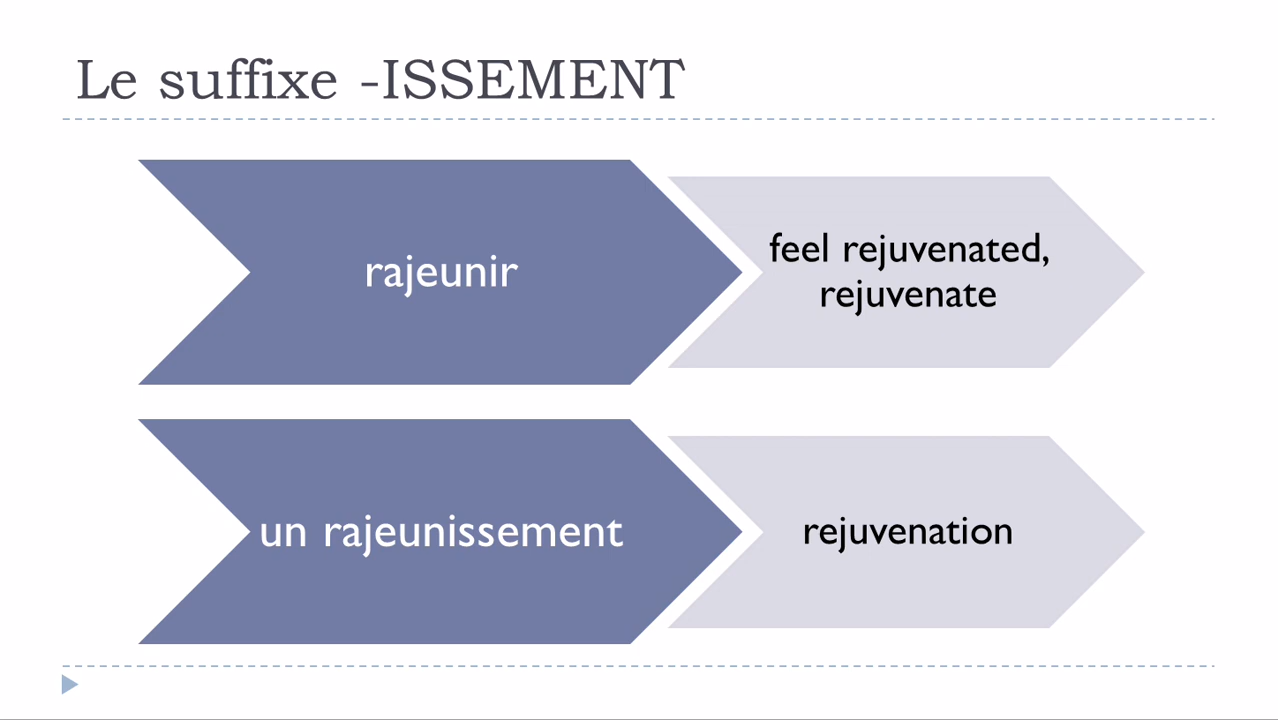 Le suffixe -ISSEMENT
rajeunir
feel rejuvenated,
rejuvenate
un rajeunissement
rejuvenation